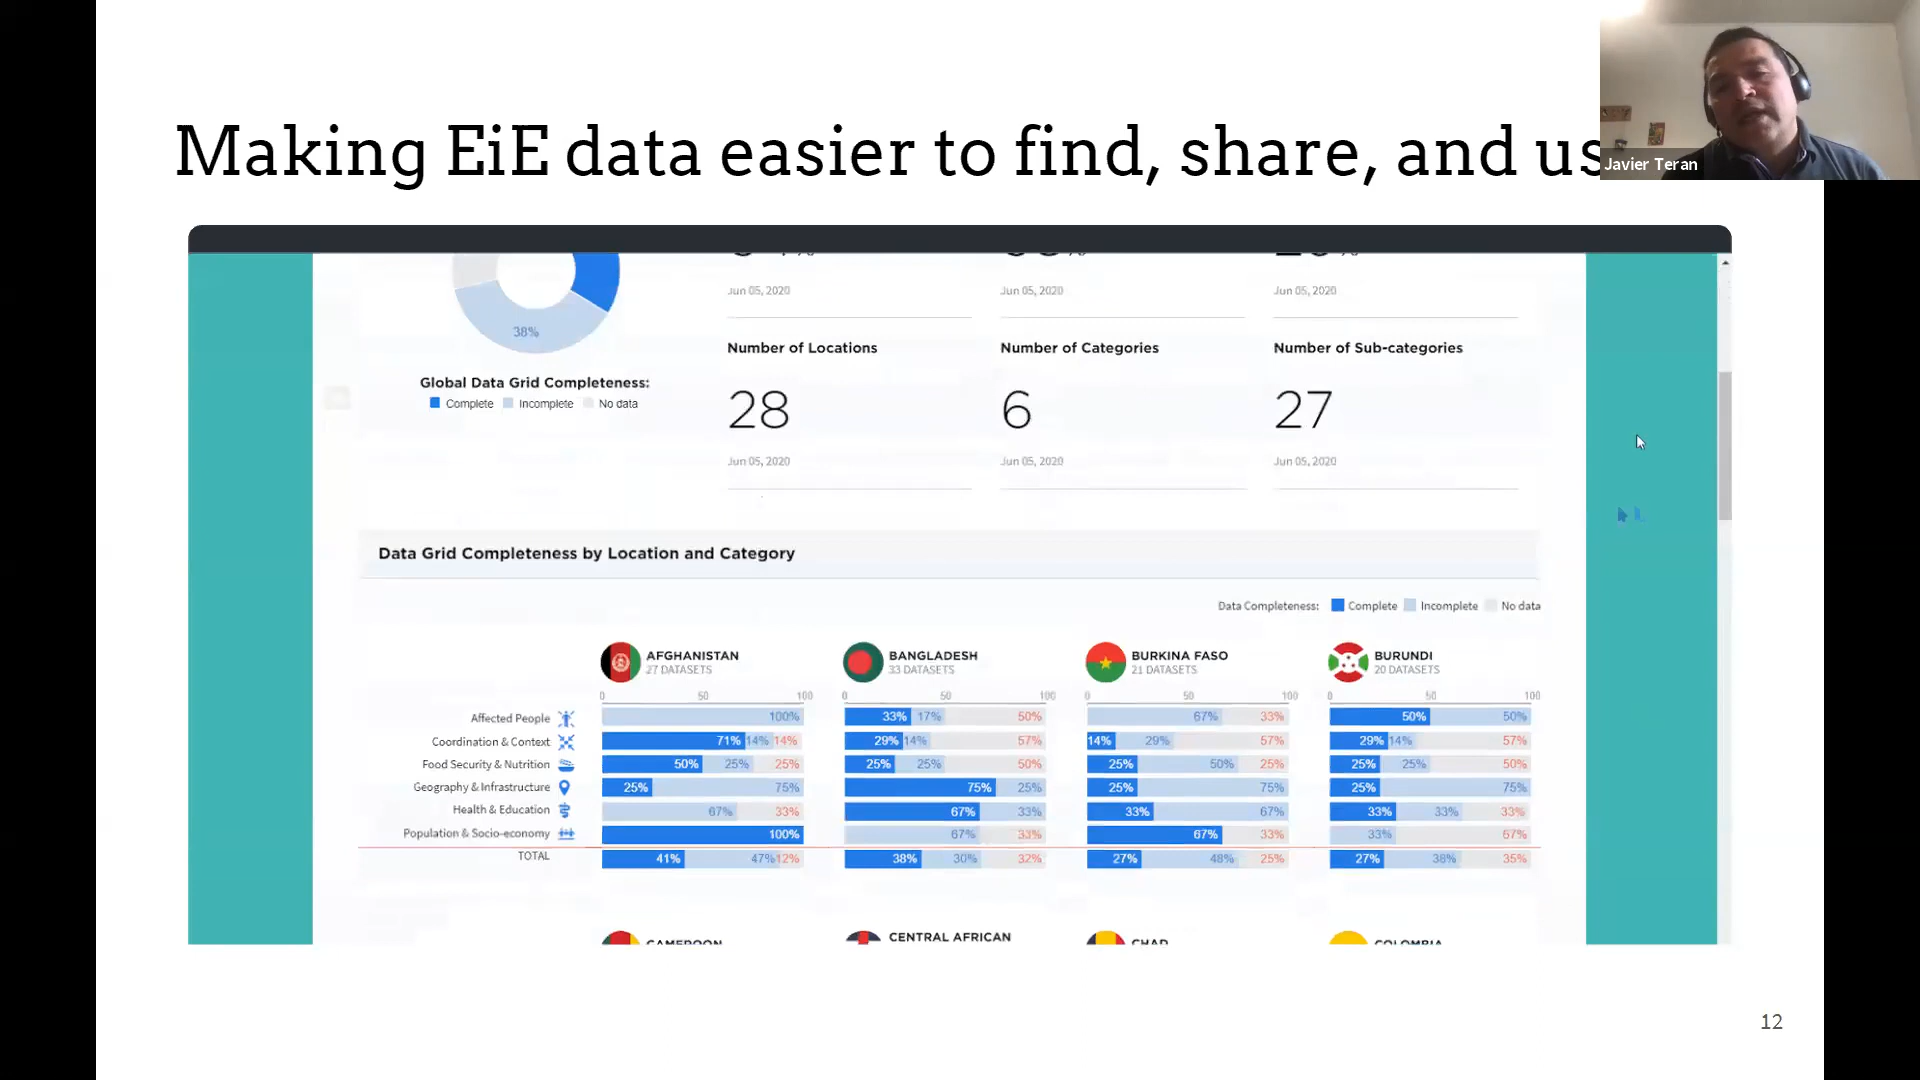 Making EiE data easier to find, share, and us
Javier Teran
38%
Global Data Grid Completeness:
Complete Incomplete No data
Jun 05, 2020
Jun 05, 2020
Jun 05, 2020
Number of Locations
Number of Categories
Number of Sub-categories
28
6
27
Jun 05, 2020
Jun 05, 2020
Jun 05, 2020
Data Grid Completeness by Location and Category
Data Completeness: Complete Incomplete No data
AFGHANISTAN
27 DATASETS
BANGLADESH
33 DATASETS
BURKINA FASO
21 DATASETS
BURUNDI
20 DATASETS
0 50 100 0 50 100 0 50 100 0 50 100
Affected People 100% 33% 17% 50% 67% 33% 50% 50%
Coordination & Context 71% 14% 14% 29% 14% 57% 14% 29% 57% 29% 14% 57%
Food Security & Nutrition 50% 25% 25% 25% 25% 50% 25% 50% 25% 25% 25% 50%
Geography & Infrastructure 25% 75% 75% 25% 25% 75% 25% 75%
Health & Education 67% 33% 67% 33% 33% 67% 33% 33% 33%
Population & Socio-economy 100% 67% 33% 67% 33% 33% 67%
TOTAL 41% 47% 12% 38% 30% 32% 27% 48% 25% 27% 38% 35%
CAMEROON
CENTRAL AFRICAN
CHAD
COLOMBIA
12